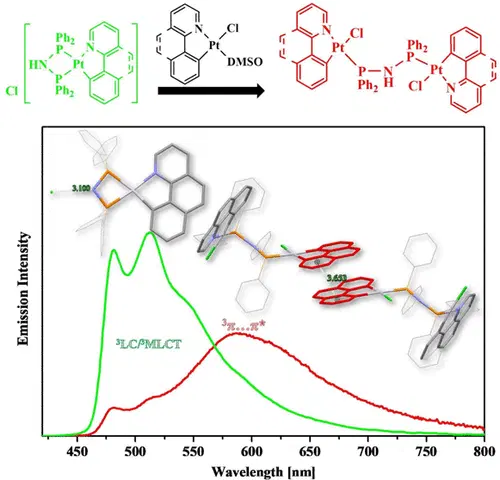 Ph2
P
N
HN
Pt
P
Cl
Ph2
N
Cl
Pt
DMSO
N
Cl
Pt
Ph2
P
P
N
H
Ph2
Pt
Cl
N
3.100
3.653
3π…π*
3LC/3MLCT
Emission Intensity
450 500 550 600 650 700 750 800
Wavelength [nm]